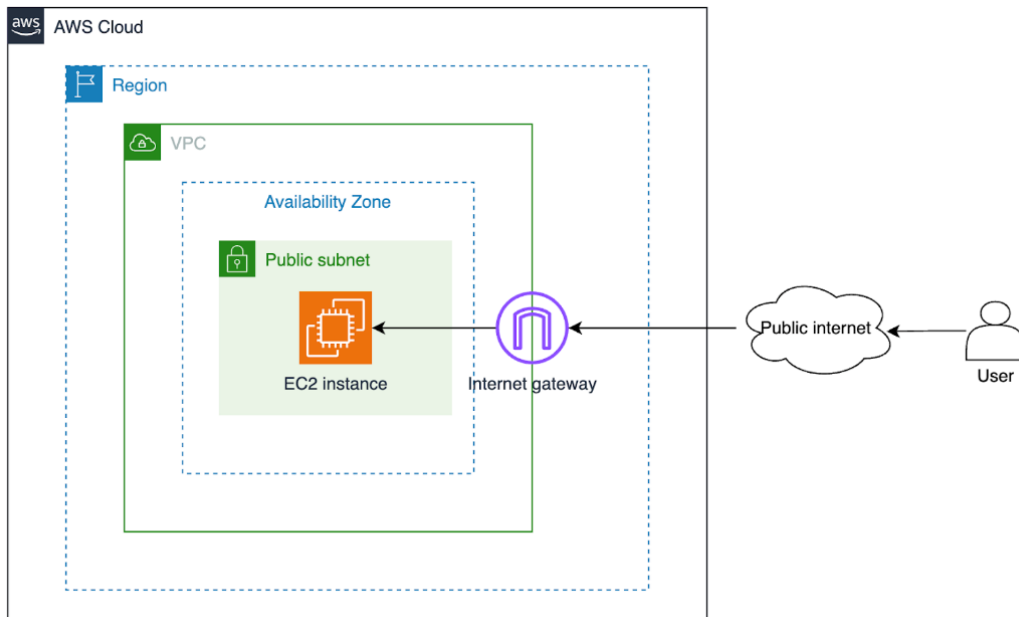 aws
AWS Cloud
Region
VPC
Availability Zone
Public subnet
EC2 instance
Internet gateway
Public internet
User